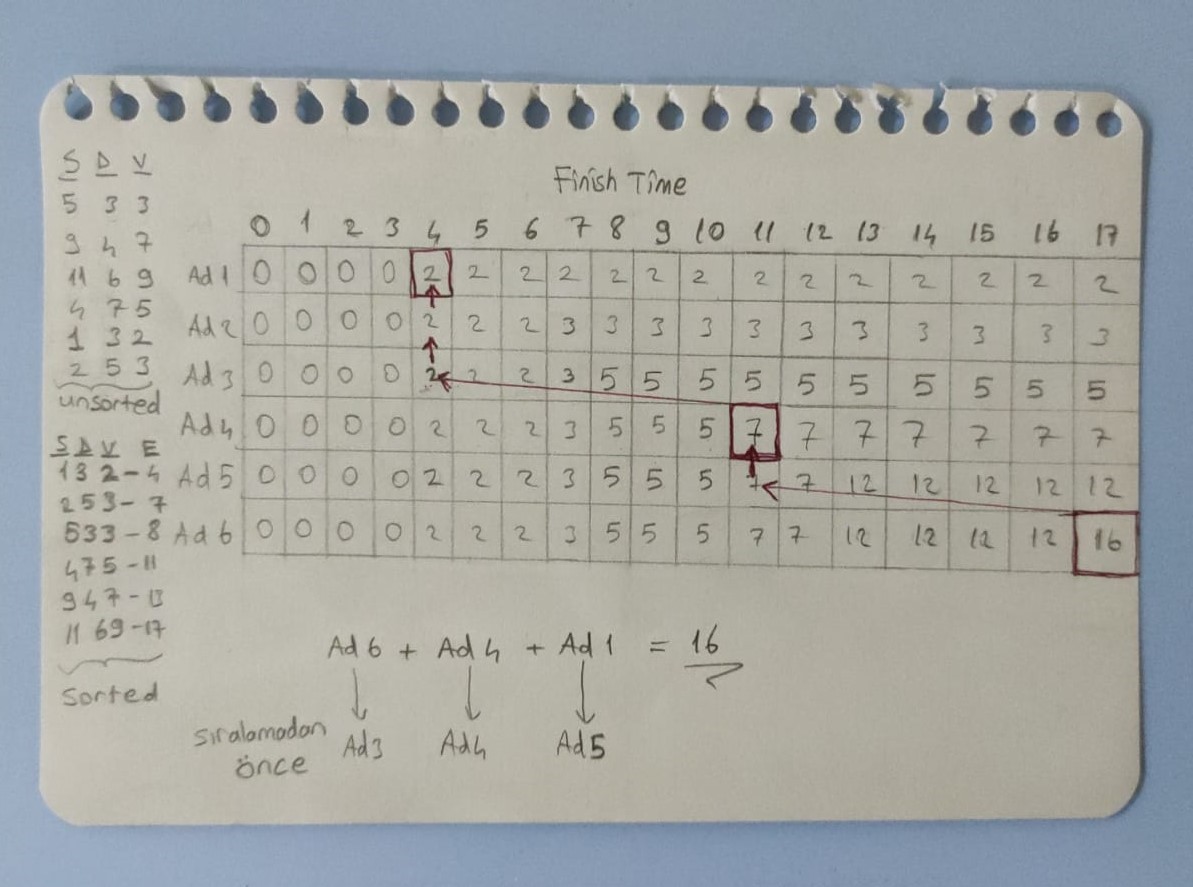 S D V
5 3 3
9 4 7
11 6 9
4 7 5
1 3 2
2 5 3
unsorted
S D V E
1 3 2 - 4
2 5 3 - 7
5 3 3 - 8
4 7 5 - 11
9 4 7 - 13
11 6 9 - 17
Sorted
Finish Time
0 1 2 3 4 5 6 7 8 9 10 11 12 13 14 15 16 17
Ad 1 0 0 0 0 2 2 2 2 2 2 2 2 2 2 2 2 2 2
Ad 2 0 0 0 0 2 2 2 3 3 3 3 3 3 3 3 3 3 3
Ad 3 0 0 0 0 2 2 2 3 5 5 5 5 5 5 5 5 5 5
Ad 4 0 0 0 0 2 2 2 3 5 5 5 7 7 7 7 7 7 7
Ad 5 0 0 0 0 2 2 2 3 5 5 5 7 7 12 12 12 12 12
Ad 6 0 0 0 0 2 2 2 3 5 5 5 7 7 12 12 12 12 16
Ad 6 + Ad 4 + Ad 1 = 16
sıralamadan
önce
Ad3 Ad4 Ad5